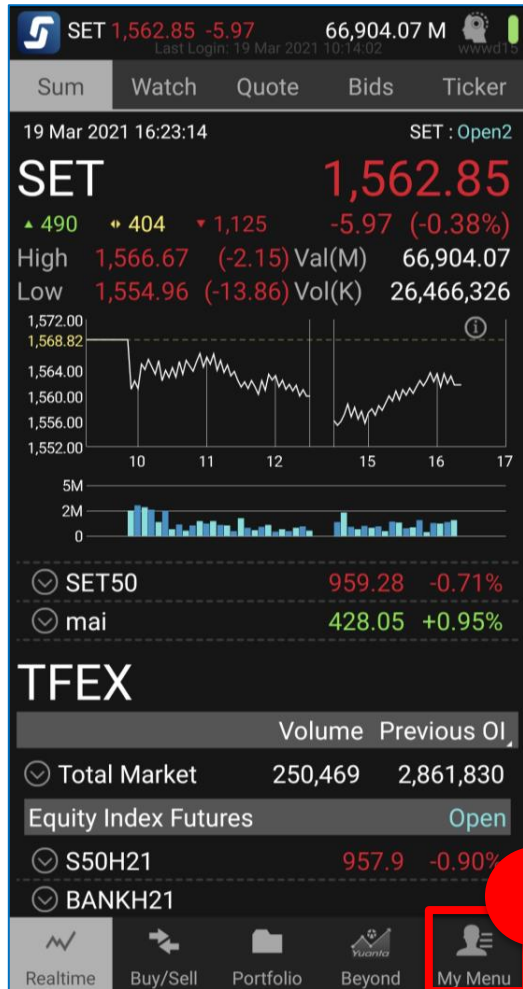 SET 1,562.85 -5.97 66,904.07 M
Last Login: 19 Mar 2021 10:14:02 wwwd15
Sum Watch Quote Bids Ticker
19 Mar 2021 16:23:14 SET : Open2
SET 1,562.85
490 404 1,125 -5.97 (-0.38%)
High 1,566.67 (-2.15) Val(M) 66,904.07
Low 1,554.96 (-13.86) Vol(K) 26,466,326
1,572.00
1,568.82
1,564.00
1,560.00
1,556.00
1,552.00
10 11 12 15 16 17
5M
2M
0
SET50 959.28 -0.71%
mai 428.05 +0.95%
TFEX
Volume Previous OI
Total Market 250,469 2,861,830
Equity Index Futures Open
S50H21 957.9 -0.90%
BANKH21
Yuanta
Realtime Buy/Sell Portfolio Beyond My Menu